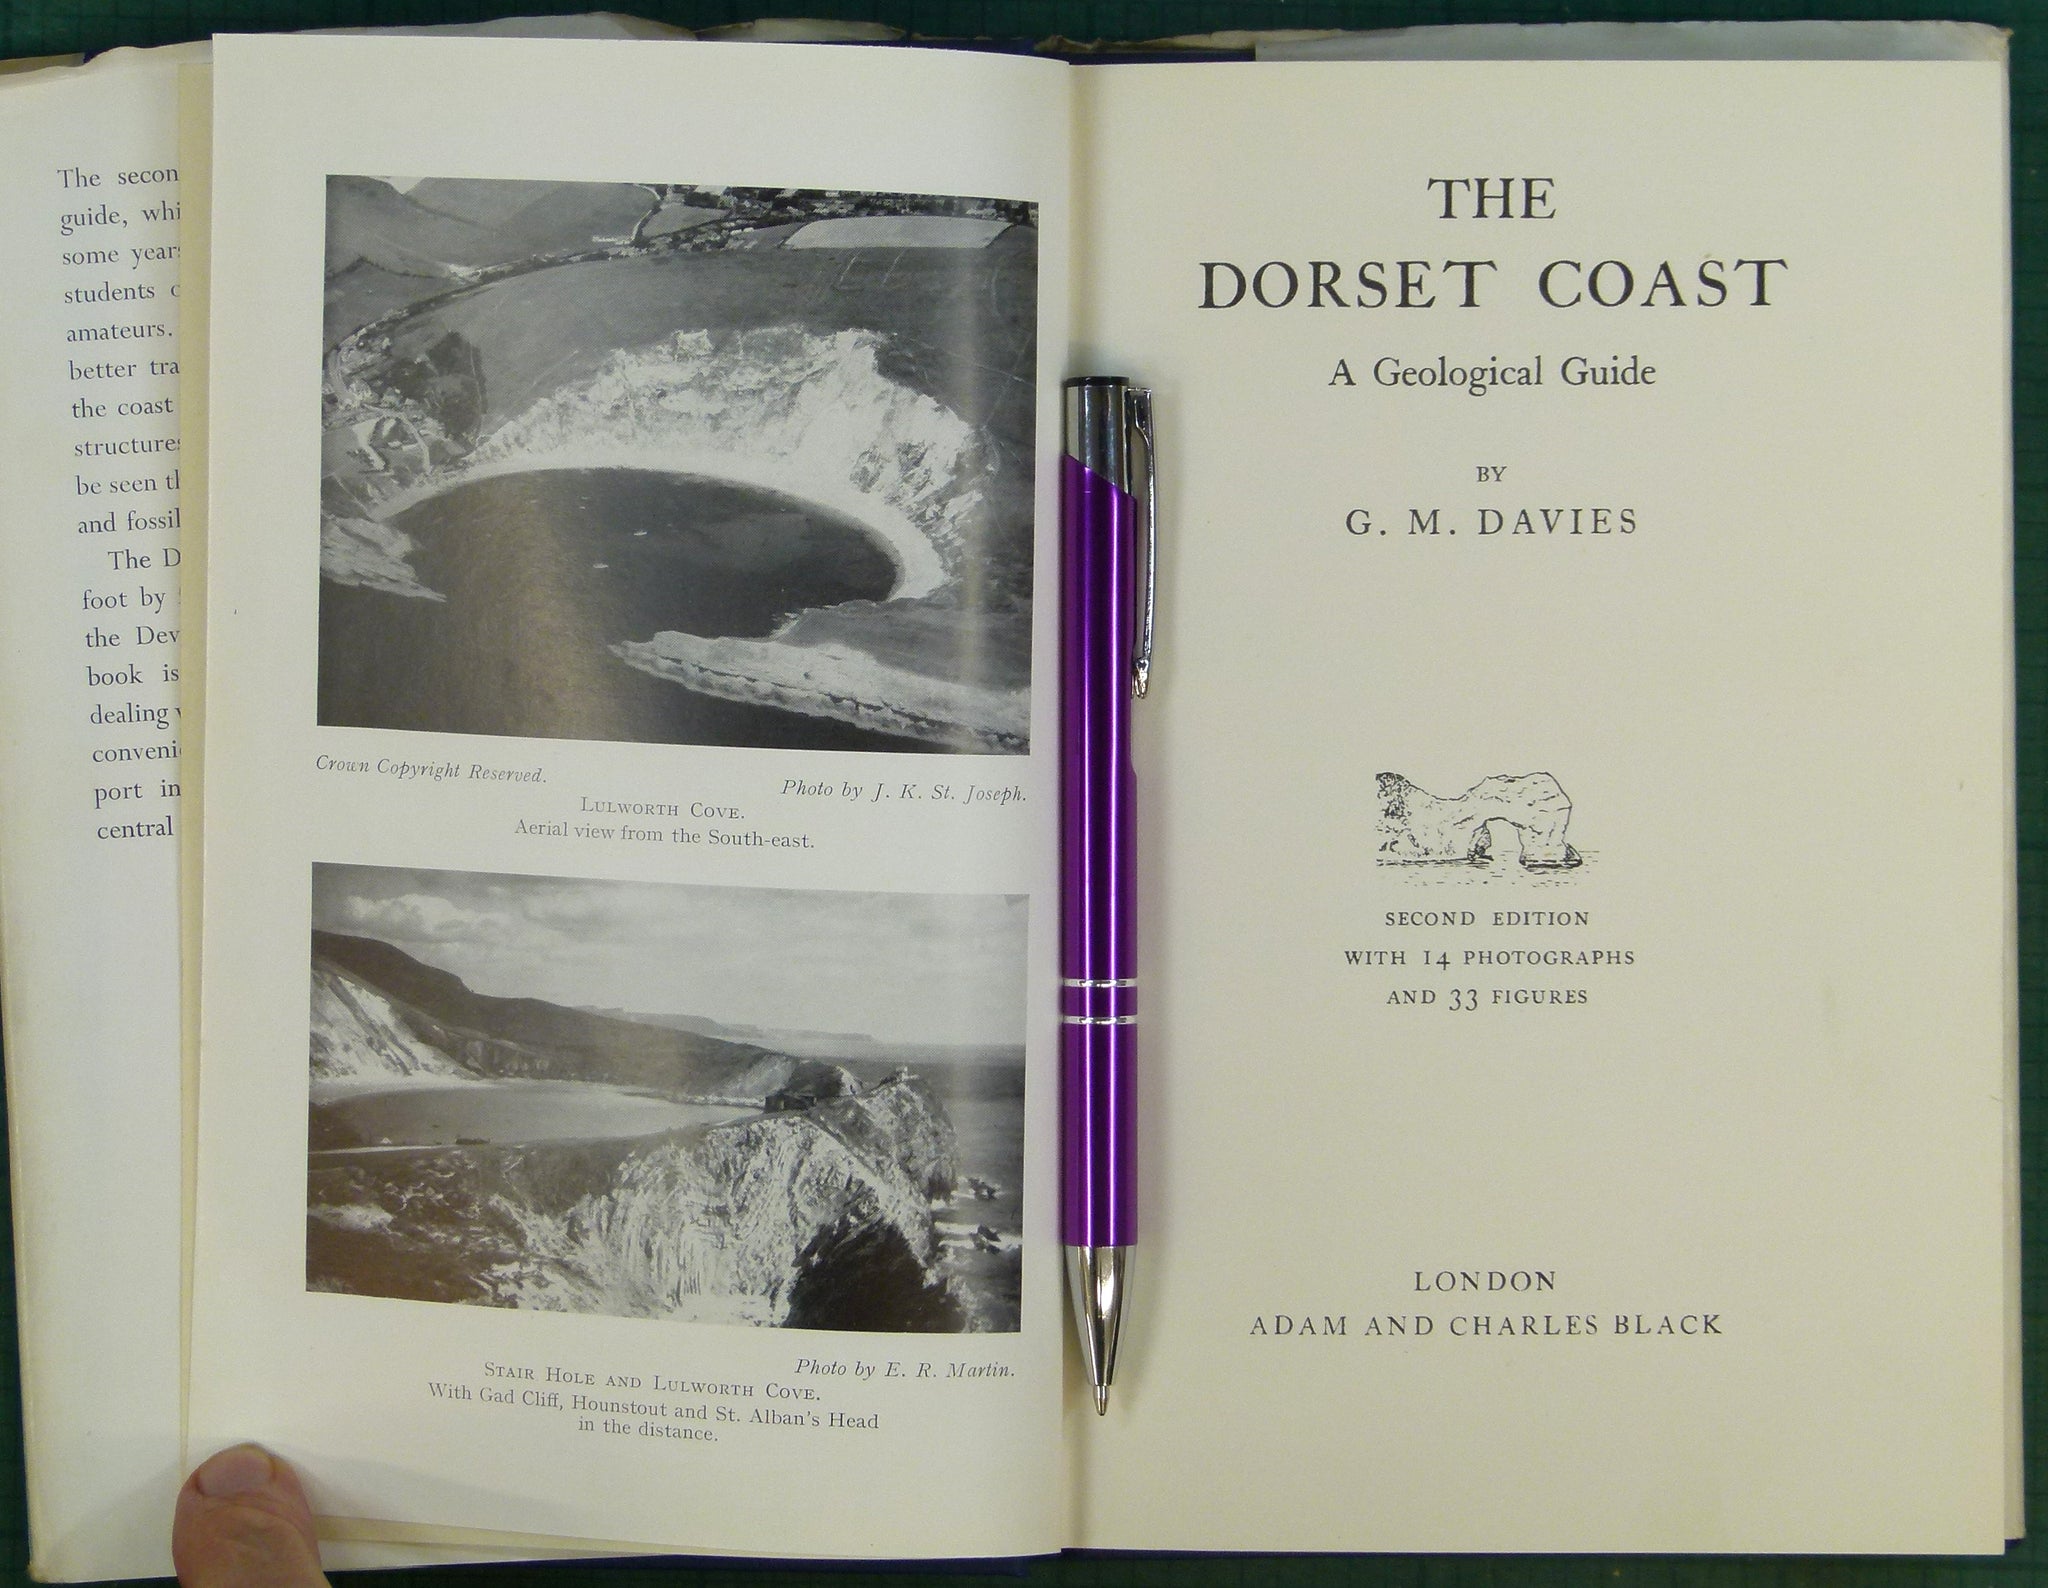 The secon
guide, whi
some year
students
amateurs.
better tra
the coast
structures
be seen
and fossil
The D
foot by
the Dev
book is
dealing
conveni
port in
central
Crown Copyright Reserved.
Photo by J. K. St. Joseph.
LULWORTH COVE.
Aerial view from the South-east.
Photo by E. R. Martin.
STAIR HOLE AND LULWORTH COVE.
With Gad Cliff, Hounstout and St. Alban's Head
in the distance.
THE
DORSET COAST
A Geological Guide
BY
G. M. DAVIES
SECOND EDITION
WITH 14 PHOTOGRAPHS
AND 33 FIGURES
LONDON
ADAM AND CHARLES BLACK